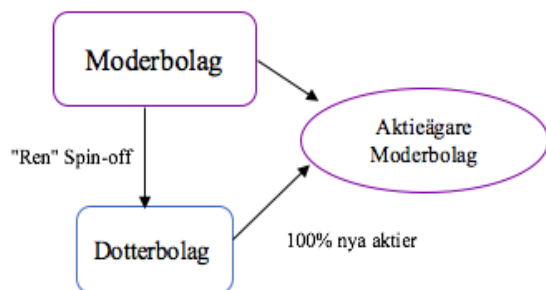 Moderbolag
Aktieägare
Moderbolag
"Ren" Spin-off
Dotterbolag
100% nya aktier